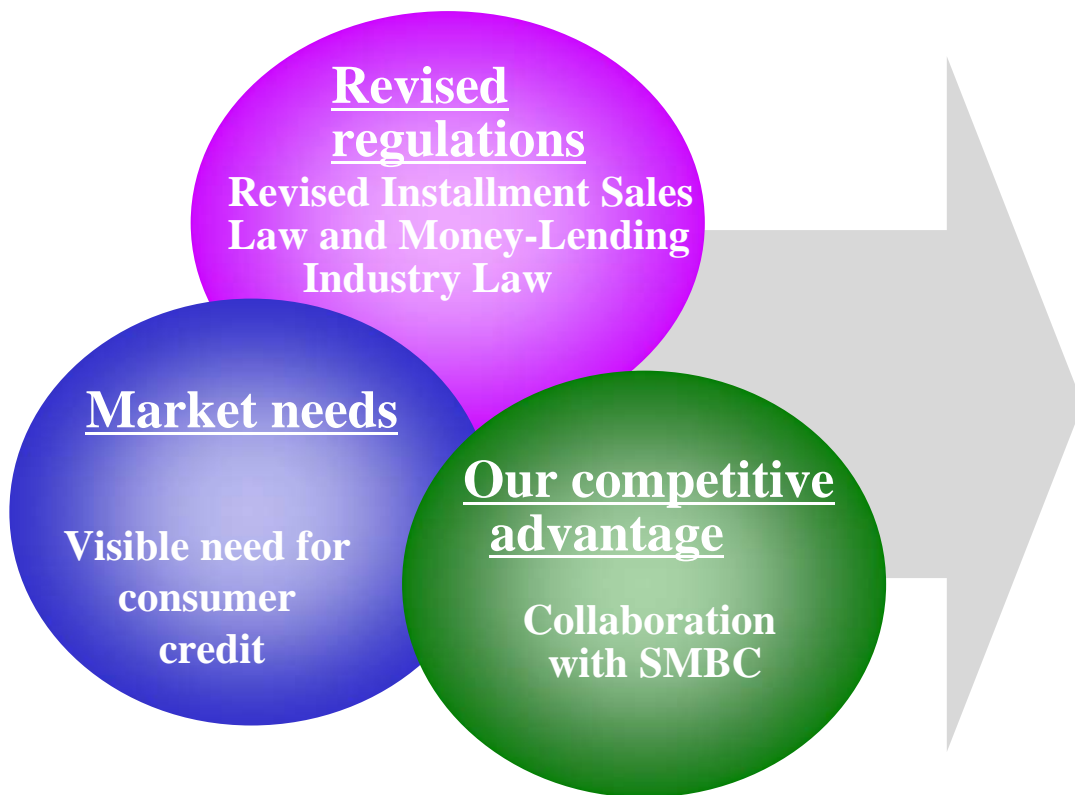 Revised
regulations
Revised Installment Sales
Law and Money-Lending
Industry Law
Market needs
Visible need for
consumer
credit
Our competitive
advantage
Collaboration
with SMBC